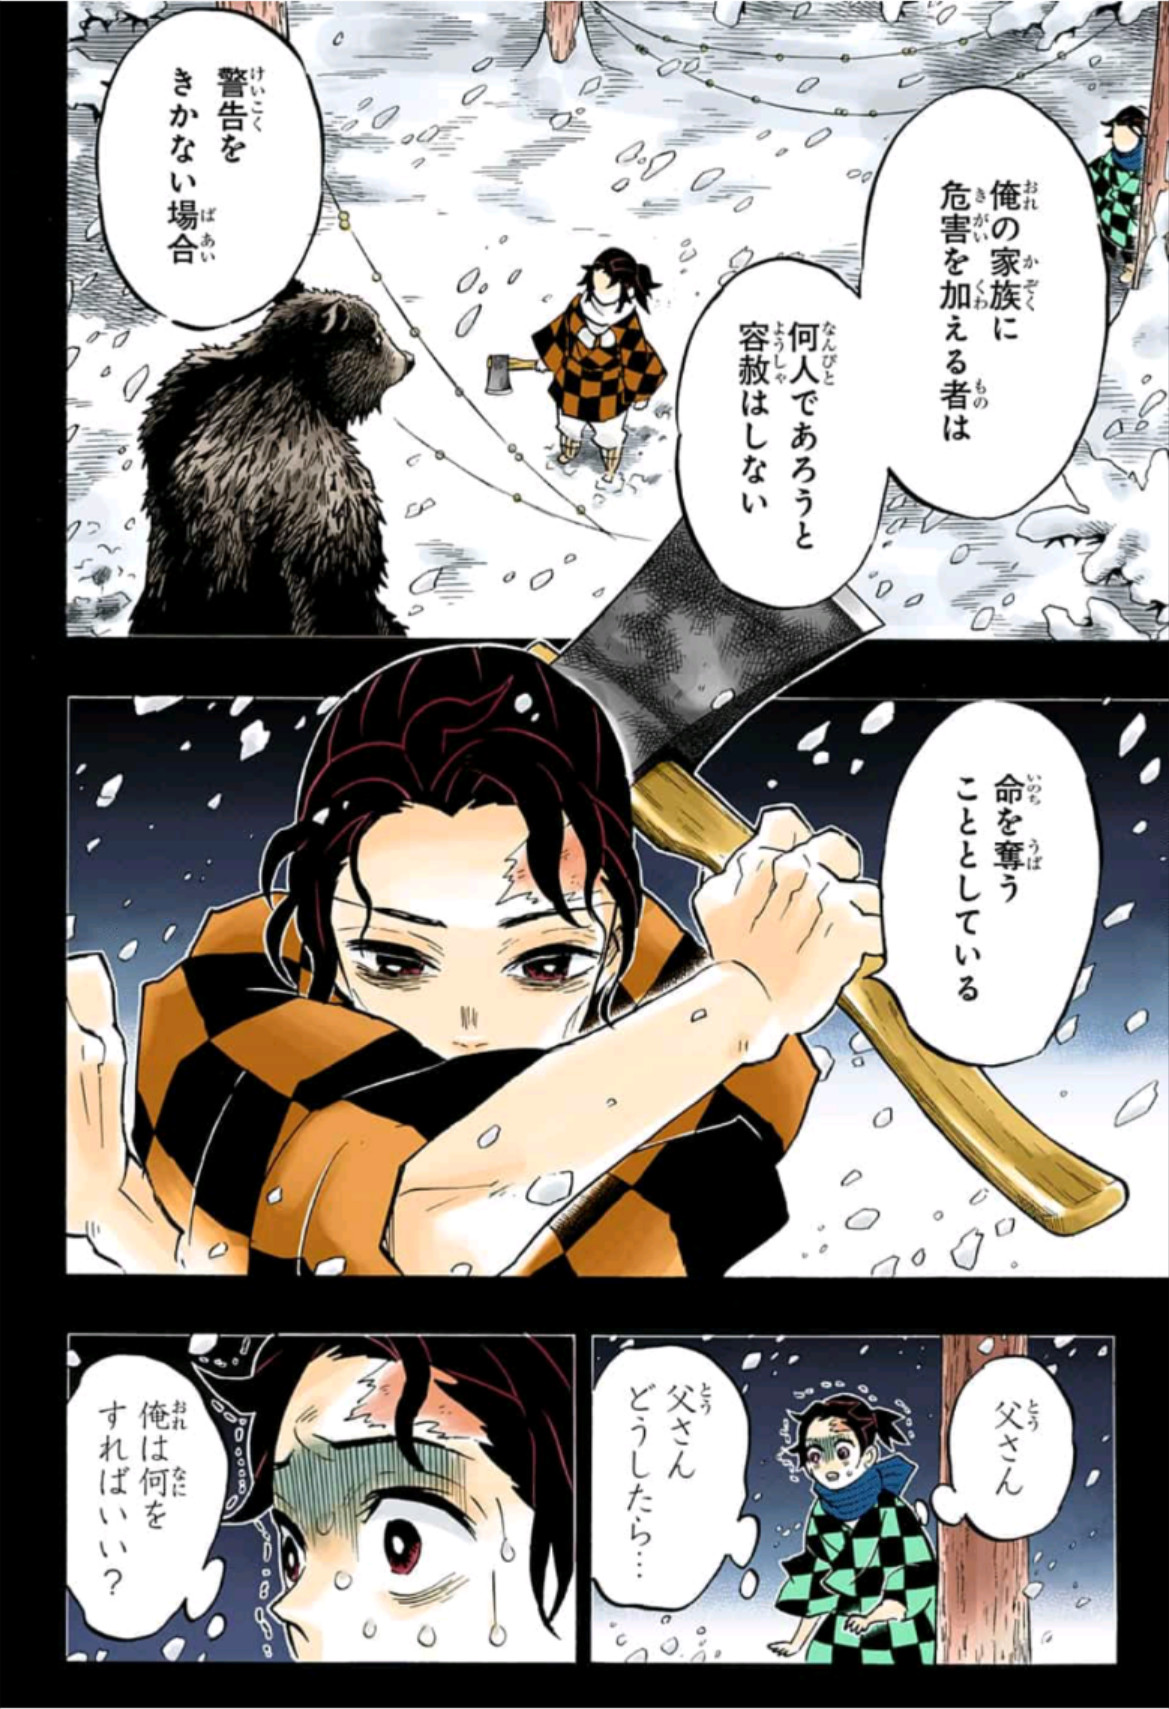 俺の家族に
危害を加える者は
何人であろうと
容赦はしない
警告を
きかない場合
命を奪う
こととしている
父さん
父さん
どうしたら…
俺は何を
すればいい？